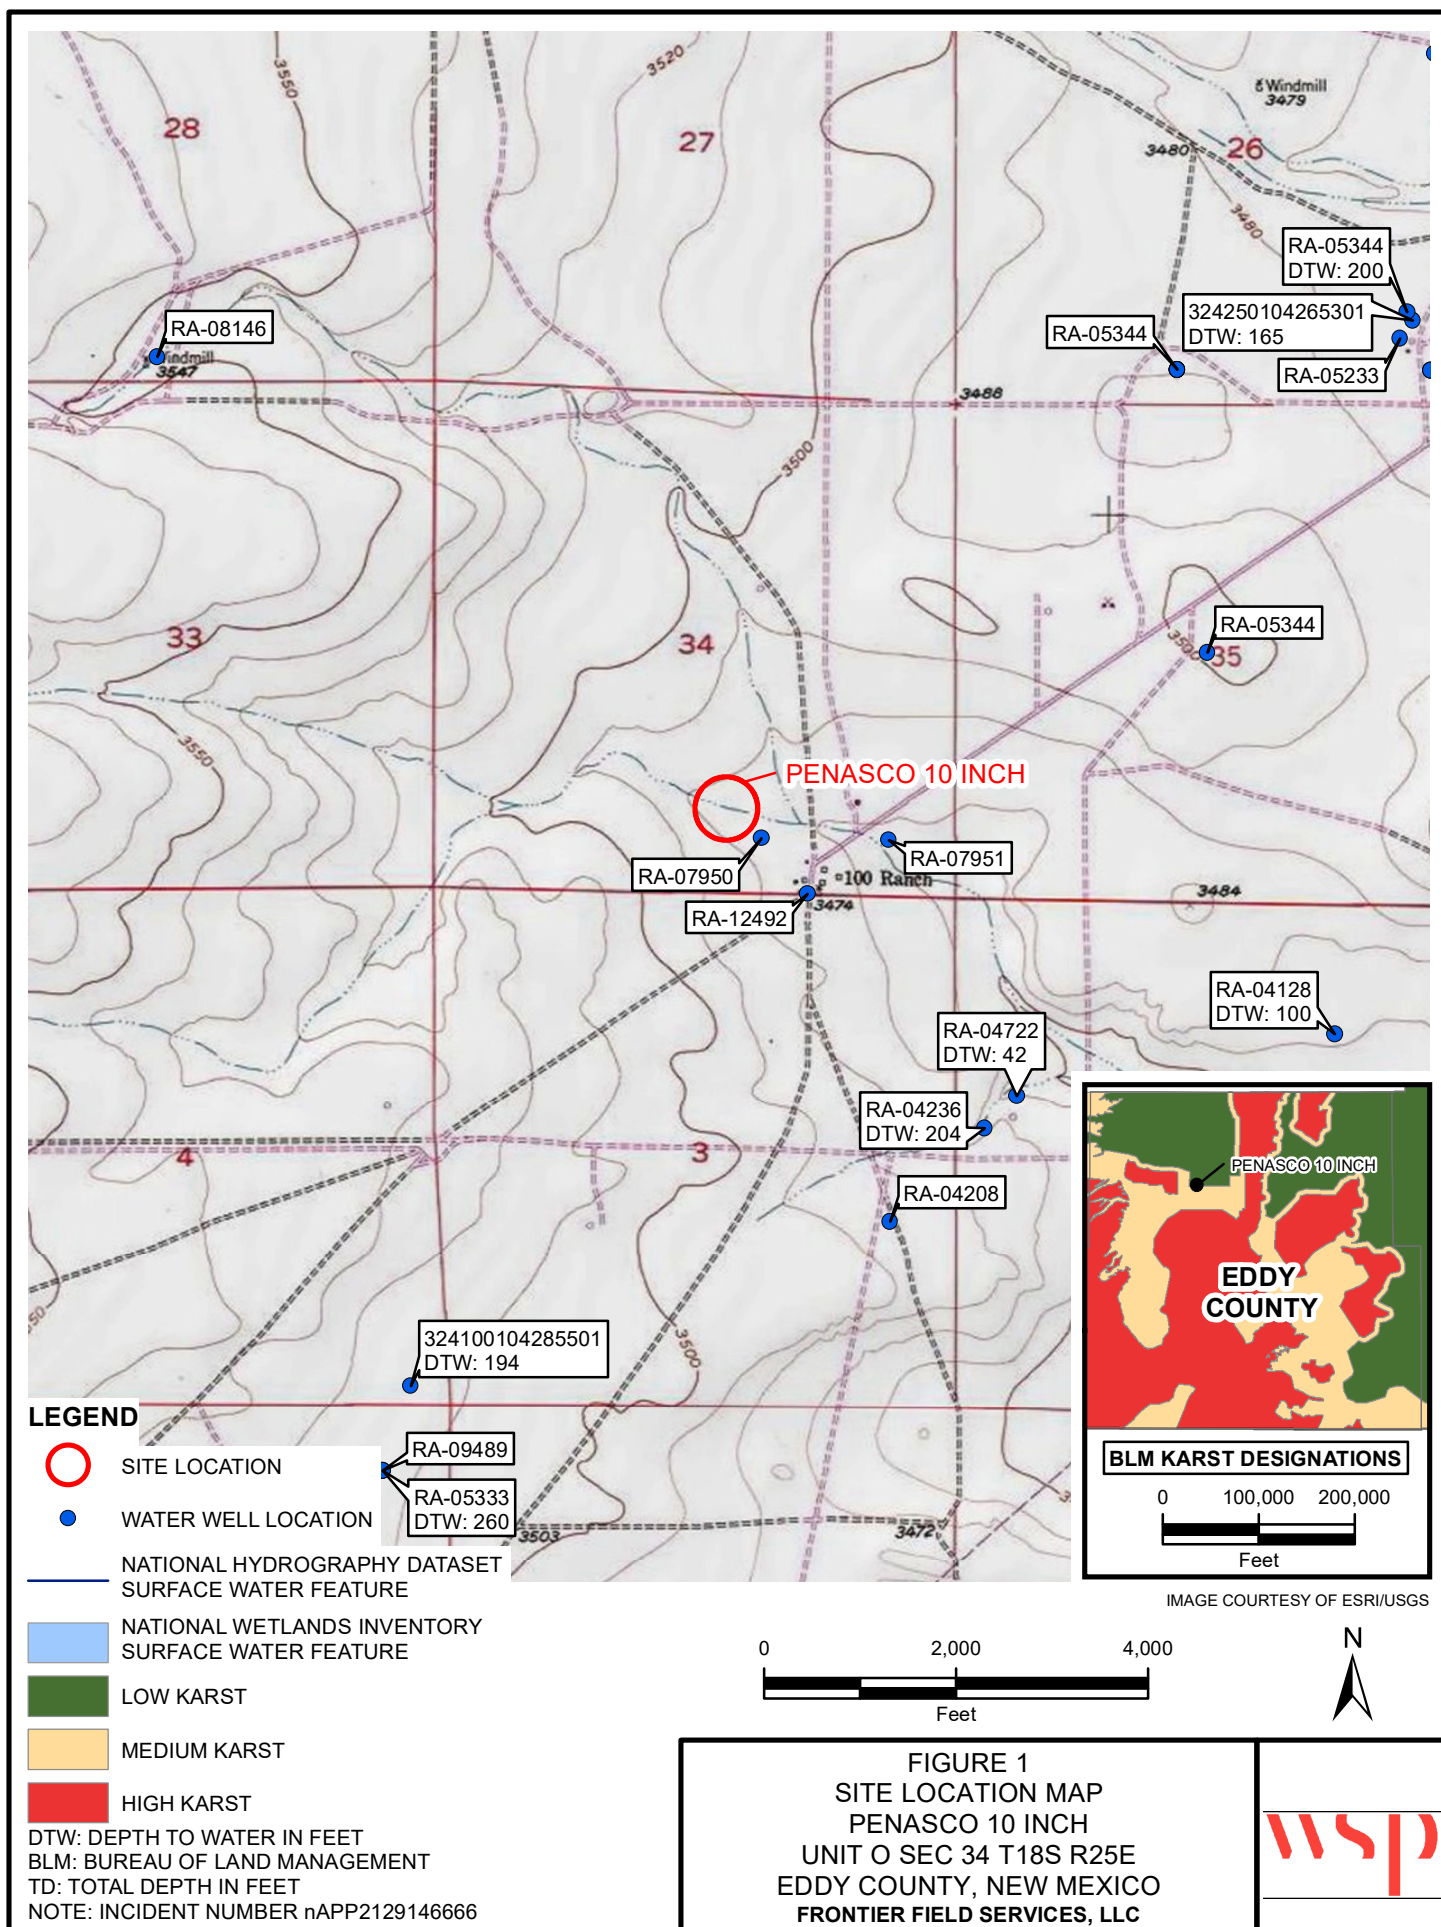 3550
3520
Windmill
3479
28
27
3480
26
3480
RA-05344
DTW: 200
324250104265301
DTW: 165
RA-08146
RA-05344
RA-05233
Windmill
3547
3488
3500
33
34
RA-05344
3500
35
3550
PENASCO 10 INCH
RA-07950
RA-07951
100 Ranch
RA-12492
3474
3484
RA-04128
DTW: 100
RA-04722
DTW: 42
RA-04236
DTW: 204
4
3
RA-04208
PENASCO 10 INCH
EDDY
COUNTY
3500
324100104285501
DTW: 194
BLM KARST DESIGNATIONS
0 100,000 200,000
Feet
RA-09489
RA-05333
DTW: 260
3503
3472
IMAGE COURTESY OF ESRI/USGS
LEGEND
SITE LOCATION
WATER WELL LOCATION
NATIONAL HYDROGRAPHY DATASET
SURFACE WATER FEATURE
NATIONAL WETLANDS INVENTORY
SURFACE WATER FEATURE
LOW KARST
MEDIUM KARST
HIGH KARST
DTW: DEPTH TO WATER IN FEET
BLM: BUREAU OF LAND MANAGEMENT
TD: TOTAL DEPTH IN FEET
NOTE: INCIDENT NUMBER nAPP2129146666
0 2,000 4,000
Feet
N
FIGURE 1
SITE LOCATION MAP
PENASCO 10 INCH
UNIT O SEC 34 T18S R25E
EDDY COUNTY, NEW MEXICO
FRONTIER FIELD SERVICES, LLC
wsp